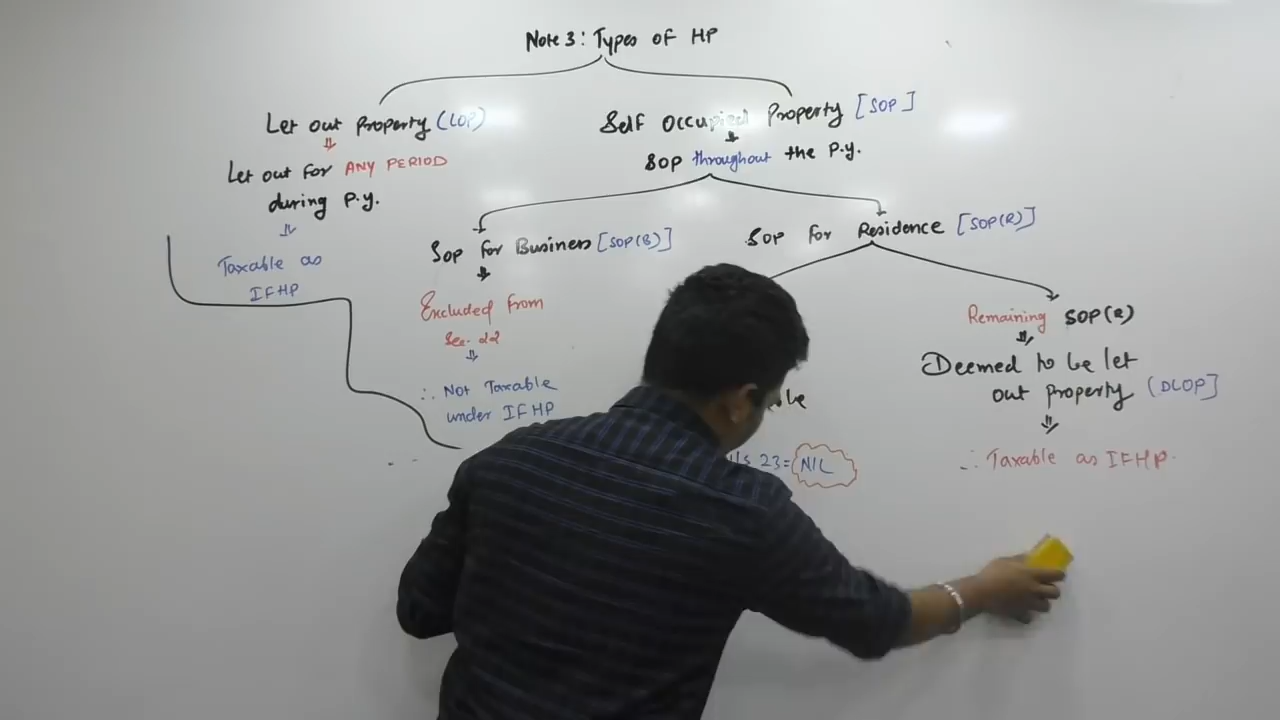 Note 3: Types of HP
Let out Property (LOP)
Let out for ANY PERIOD
during P.y.
Taxable as
IFHP
Self Occupied Property [SOP]
SOP throughout the P.y.
Sop for Business [SOP(B)]
Excluded from
Sec. 22
∴ Not Taxable
under IFHP
Sop for Residence [SOP(R)]
23 = NIL
Remaining SOP(R)
Deemed to be let
out property (DLOP]
∴ Taxable as IFHP.